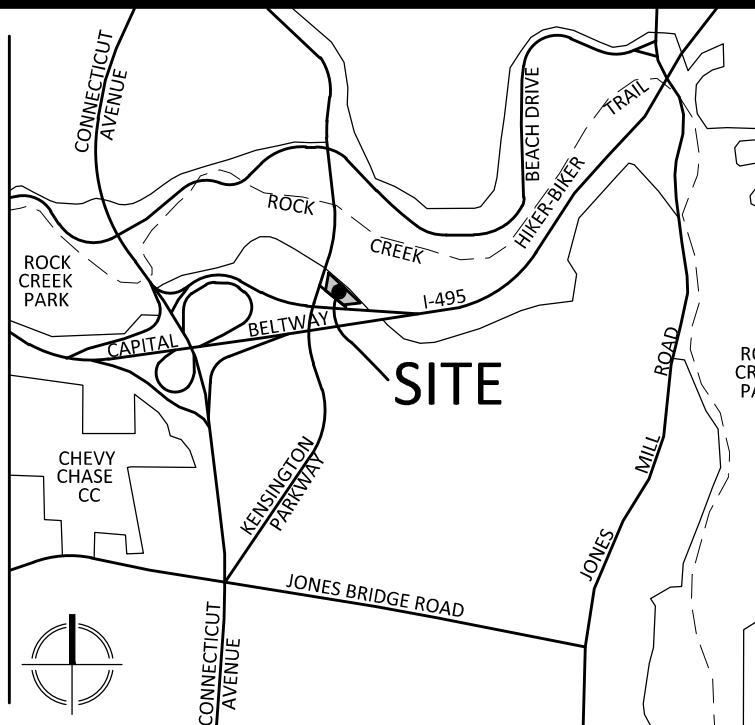 CONNECTICUT
AVENUE
BEACH DRIVE
TRAIL
HIKER-BIKER
ROCK
CREEK
ROCK
CREEK
PARK
I-495
BELTWAY
CAPITAL
SITE
ROAD
MILL
JONES
CHEVY
CHASE
CC
KENSINGTON
PARKWAY
JONES BRIDGE ROAD
CONNECTICUT
AVENUE